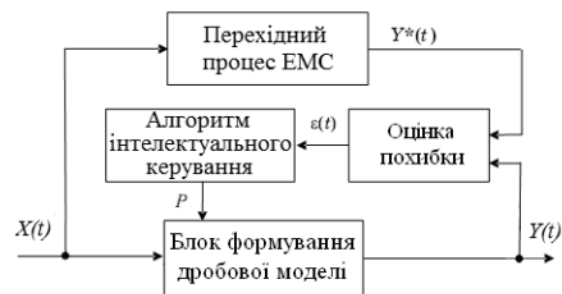 Перехідний
процес ЕМС
Y*(t)
Алгоритм
інтелектуального
керування
ε(t)
Оцінка
похибки
P
X(t)
Блок формування
дробової моделі
Y(t)